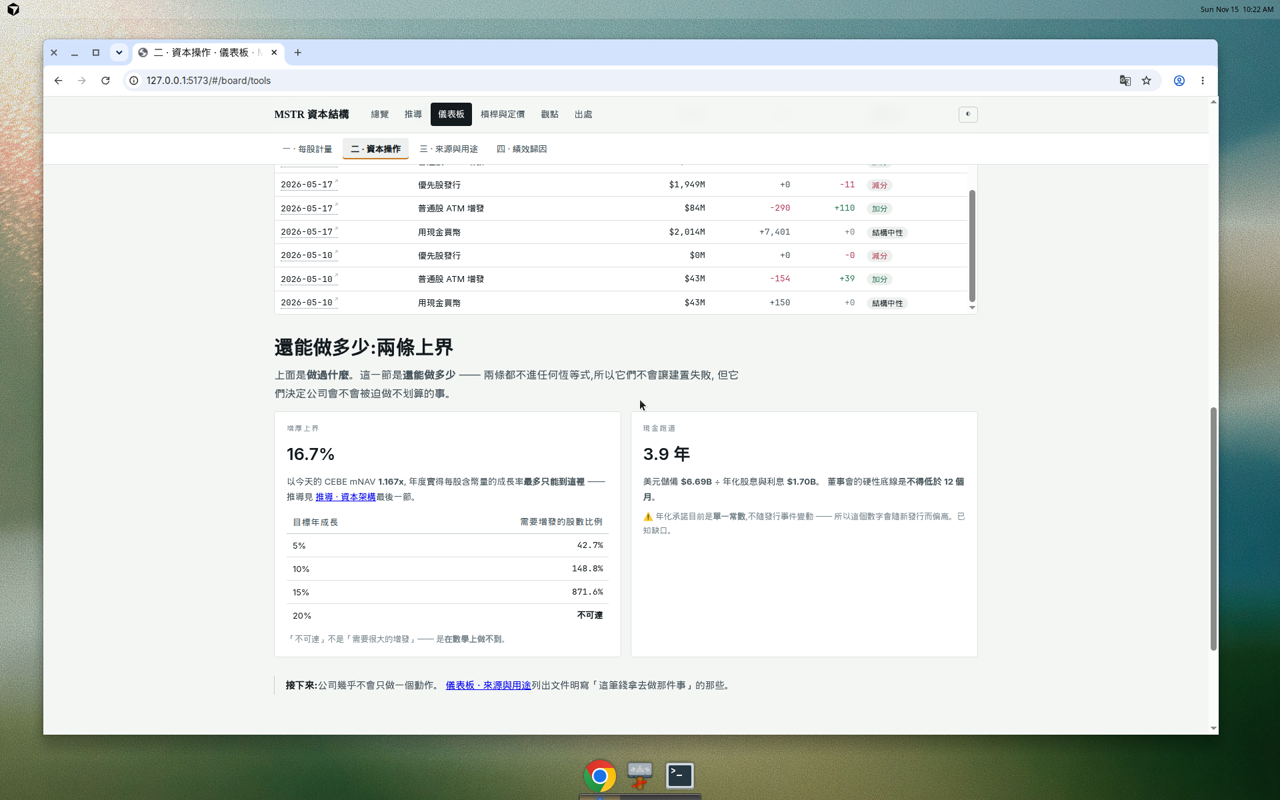 Sun Nov 15 10:22 AM
二 · 資本操作 · 儀表板 ·
127.0.0.1:5173/#/board/tools
MSTR 資本結構 總覽 推導 儀表板 槓桿與定價 觀點 出處
一 · 每股計量 二 · 資本操作 三 · 來源與用途 四 · 績效歸因
2026-05-17 優先股發行 $1,949M +0 -11 減分
2026-05-17 普通股 ATM 增發 $84M -290 +110 加分
2026-05-17 用現金買幣 $2,014M +7,401 +0 結構中性
2026-05-10 優先股發行 $0M +0 -0 減分
2026-05-10 普通股 ATM 增發 $43M -154 +39 加分
2026-05-10 用現金買幣 $43M +150 +0 結構中性
還能做多少:兩條上界
上面是做過什麼。這一節是還能做多少 —— 兩條都不進任何恆等式,所以它們不會讓建置失敗, 但它
們決定公司會不會被迫做不划算的事。
增厚上界
16.7%
以今天的 CEBE mNAV 1.167x, 年度實得每股含幣量的成長率最多只能到這裡 ——
推導見 推導 · 資本架構最後一節。
目標年成長 需要增發的股數比例
5% 42.7%
10% 148.8%
15% 871.6%
20% 不可達
「不可達」不是「需要很大的增發」—— 是在數學上做不到。
現金跑道
3.9 年
美元儲備 $6.69B ÷ 年化股息與利息 $1.70B。 董事會的硬性底線是不得低於 12 個
月。
⚠️ 年化承諾目前是單一常數,不隨發行事件變動 —— 所以這個數字會隨新發行而偏高。已
知缺口。
接下來:公司幾乎不會只做一個動作。 儀表板 · 來源與用途列出文件明寫「這筆錢拿去做那件事」的那些。